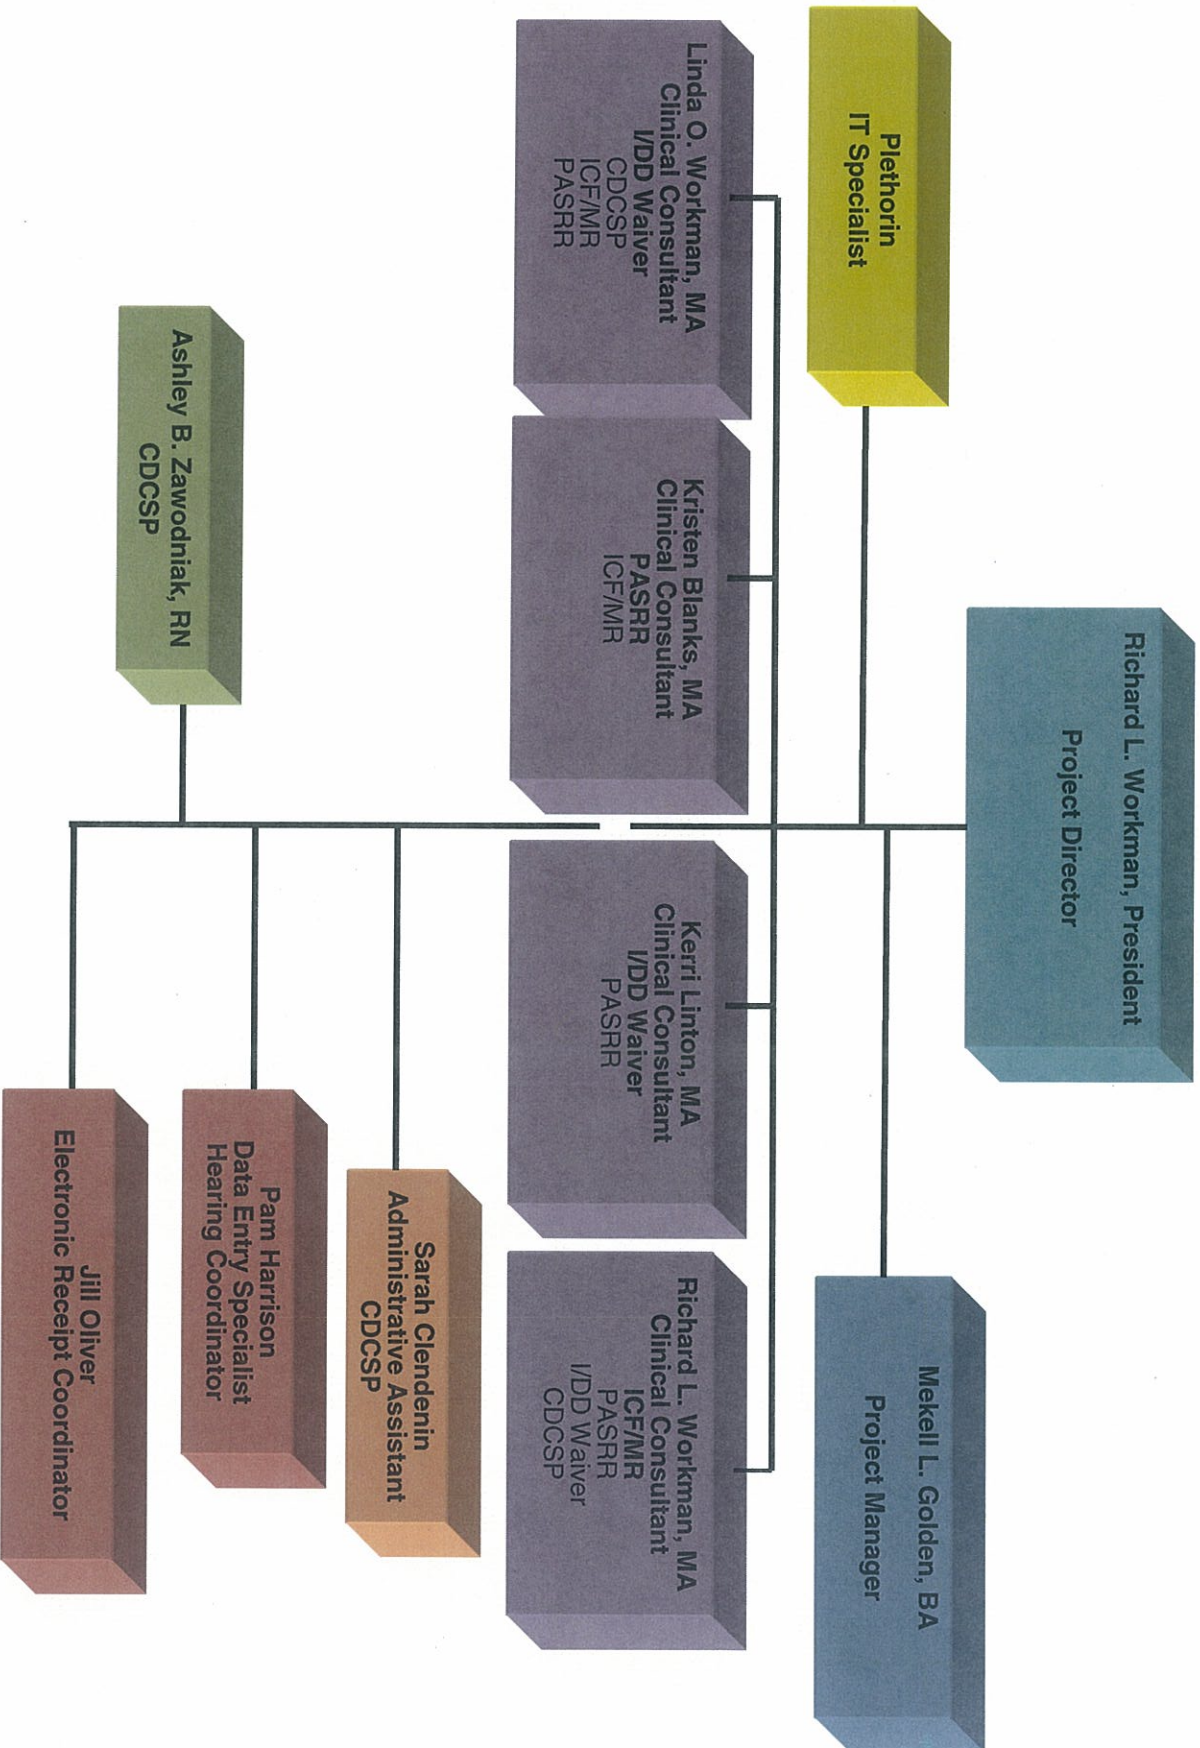 Richard L. Workman, President
Project Director
Plethorin
IT Specialist
Mekell L. Golden, BA
Project Manager
Linda O. Workman, MA
Clinical Consultant
I/DD Waiver
CDCSP
ICF/MR
PASRR
Kristen Blanks, MA
Clinical Consultant
PASRR
ICF/MR
Kerri Linton, MA
Clinical Consultant
I/DD Waiver
PASRR
Richard L. Workman, MA
Clinical Consultant
ICF/MR
PASRR
I/DD Waiver
CDCSP
Sarah Clendenin
Administrative Assistant
CDCSP
Pam Harrison
Data Entry Specialist
Hearing Coordinator
Ashley B. Zawodniak, RN
CDCSP
Jill Oliver
Electronic Receipt Coordinator